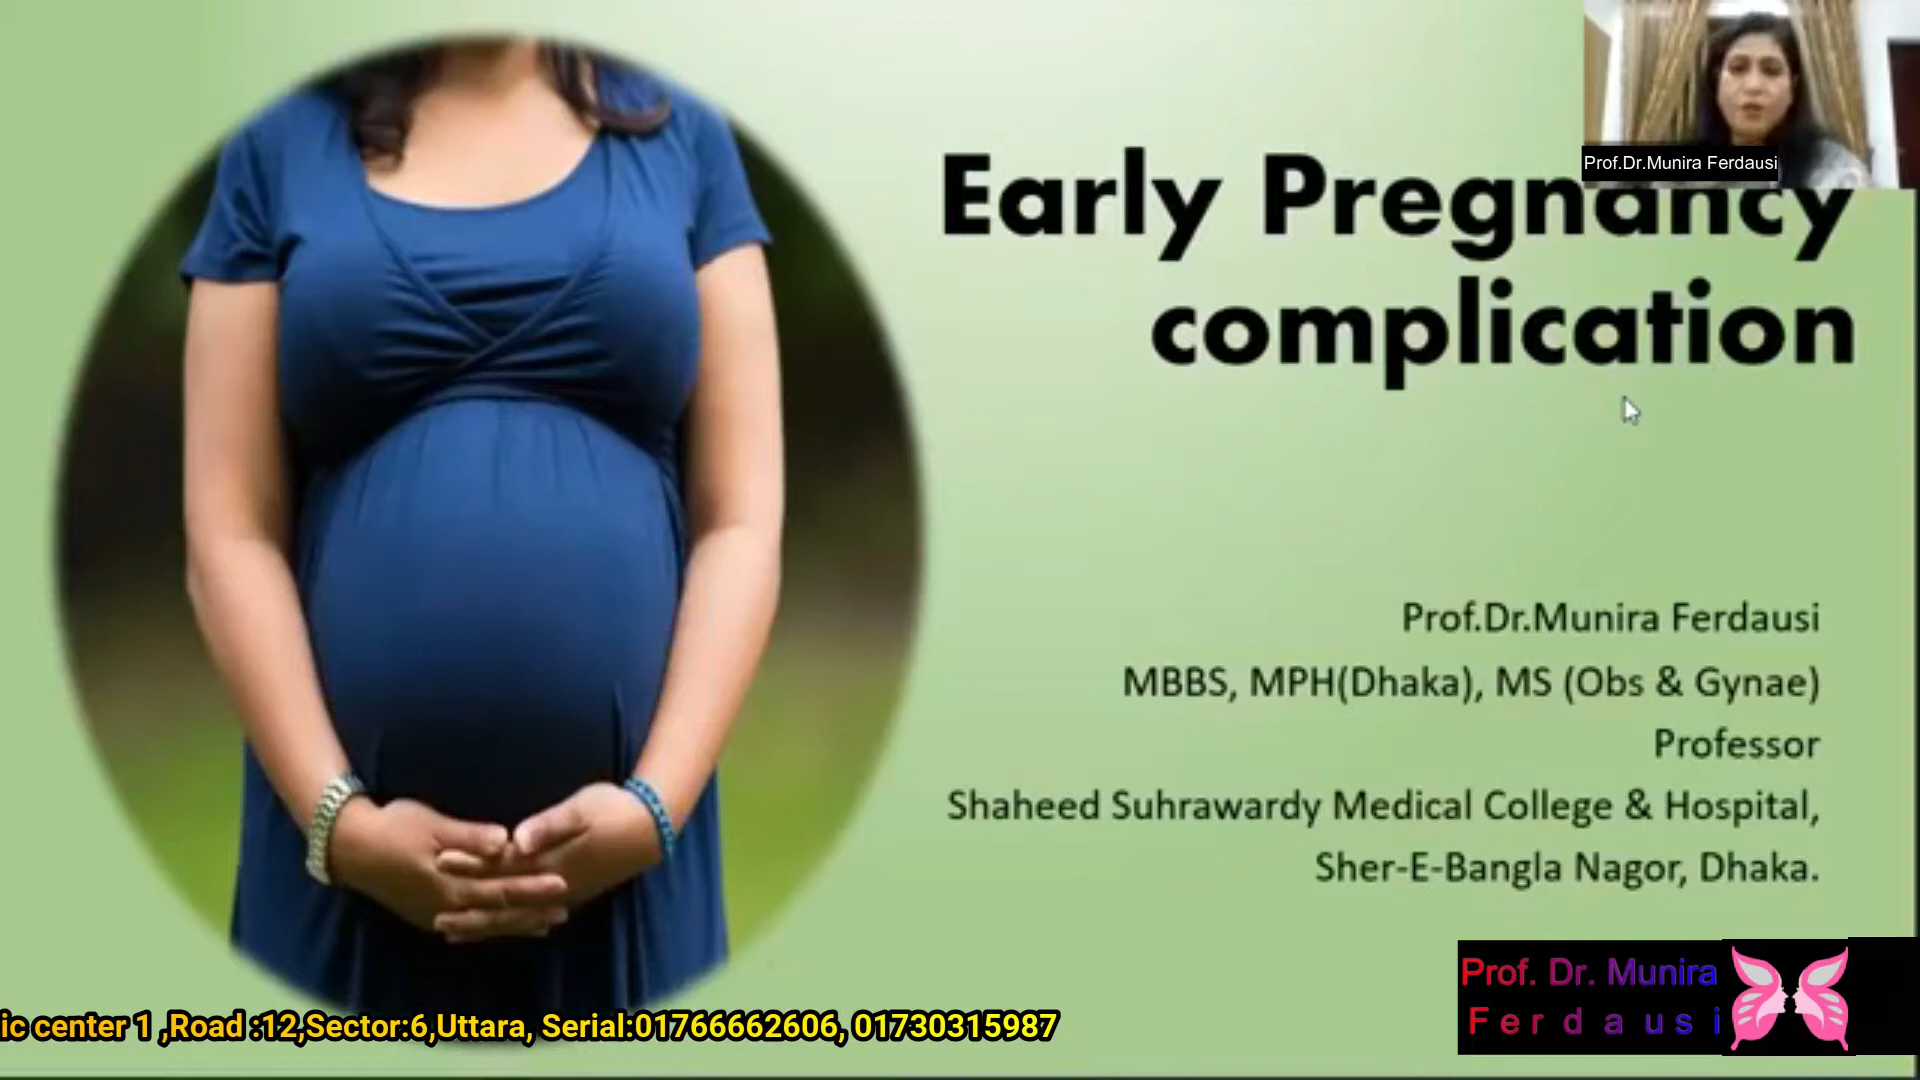 Prof.Dr.Munira Ferdausi
Early Pregnancy
complication
Prof.Dr.Munira Ferdausi
MBBS, MPH(Dhaka), MS (Obs & Gynae)
Professor
Shaheed Suhrawardy Medical College & Hospital,
Sher-E-Bangla Nagor, Dhaka.
Prof. Dr. Munira
Ferdausi
ic center 1 ,Road :12,Sector:6,Uttara, Serial:01766662606, 01730315987